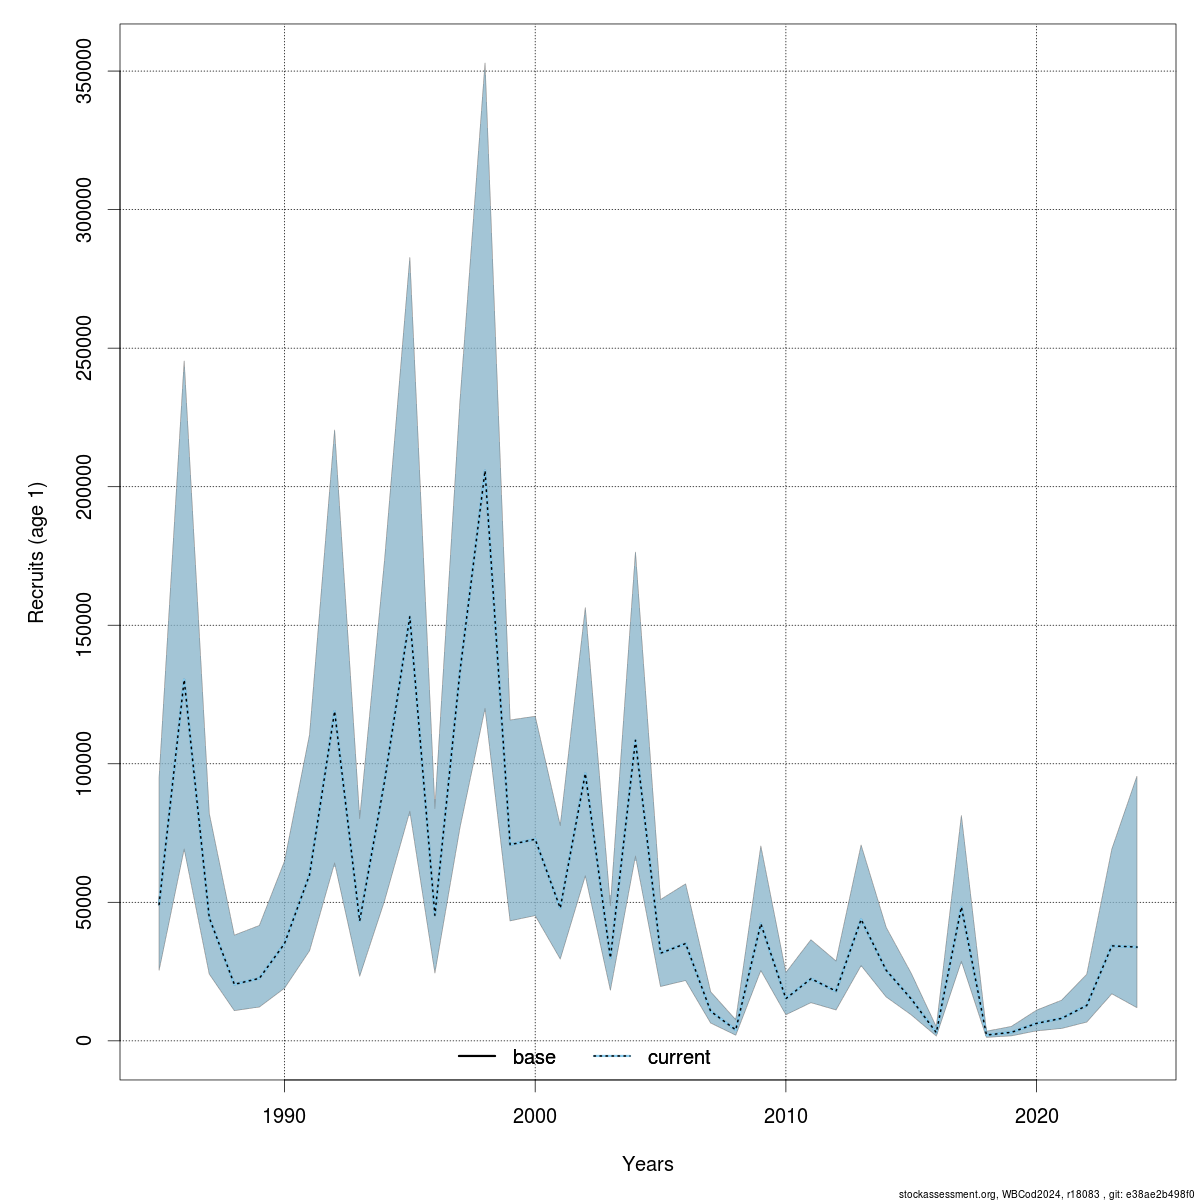 350000
300000
250000
200000
150000
100000
50000
0
Recruits (age 1)
base
current
1990
2000
2010
2020
Years
stockassessment.org, WBCod2024, r18083 , git: e38ae2b496f0